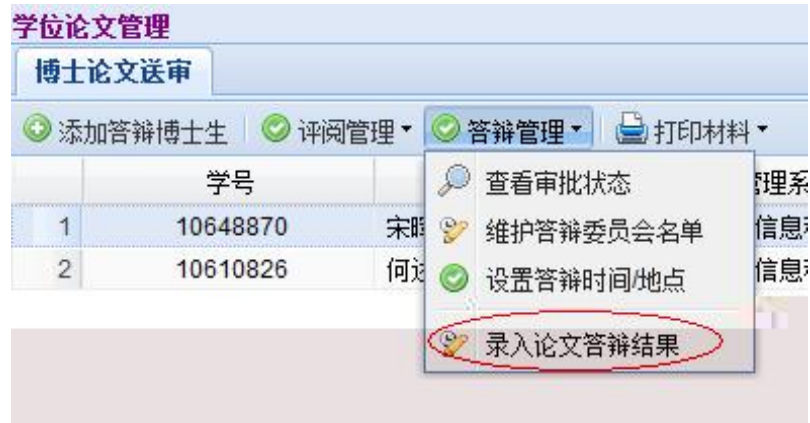 学位论文管理
博士论文送审
添加答辩博士生 评阅管理 答辩管理 打印材料
学号 管理系
1 10648870 宋 信息
2 10610826 何 信息
查看审批状态
维护答辩委员会名单
设置答辩时间/地点
录入论文答辩结果